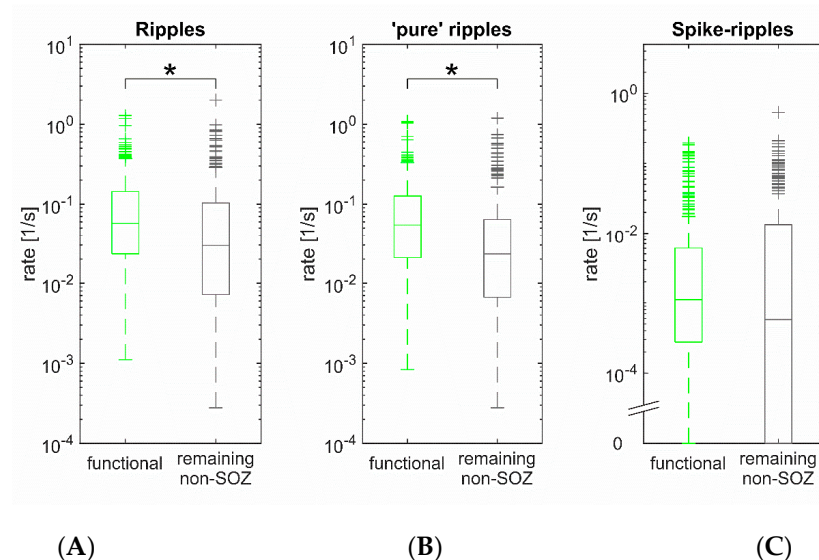 Ripples
*
10^1
10^0
10^-1
10^-2
10^-3
10^-4
rate [1/s]
functional
remaining
non-SOZ
(A)
'pure' ripples
*
10^1
10^0
10^-1
10^-2
10^-3
10^-4
rate [1/s]
functional
remaining
non-SOZ
(B)
Spike-ripples
10^0
10^-2
10^-4
0
rate [1/s]
functional
remaining
non-SOZ
(C)